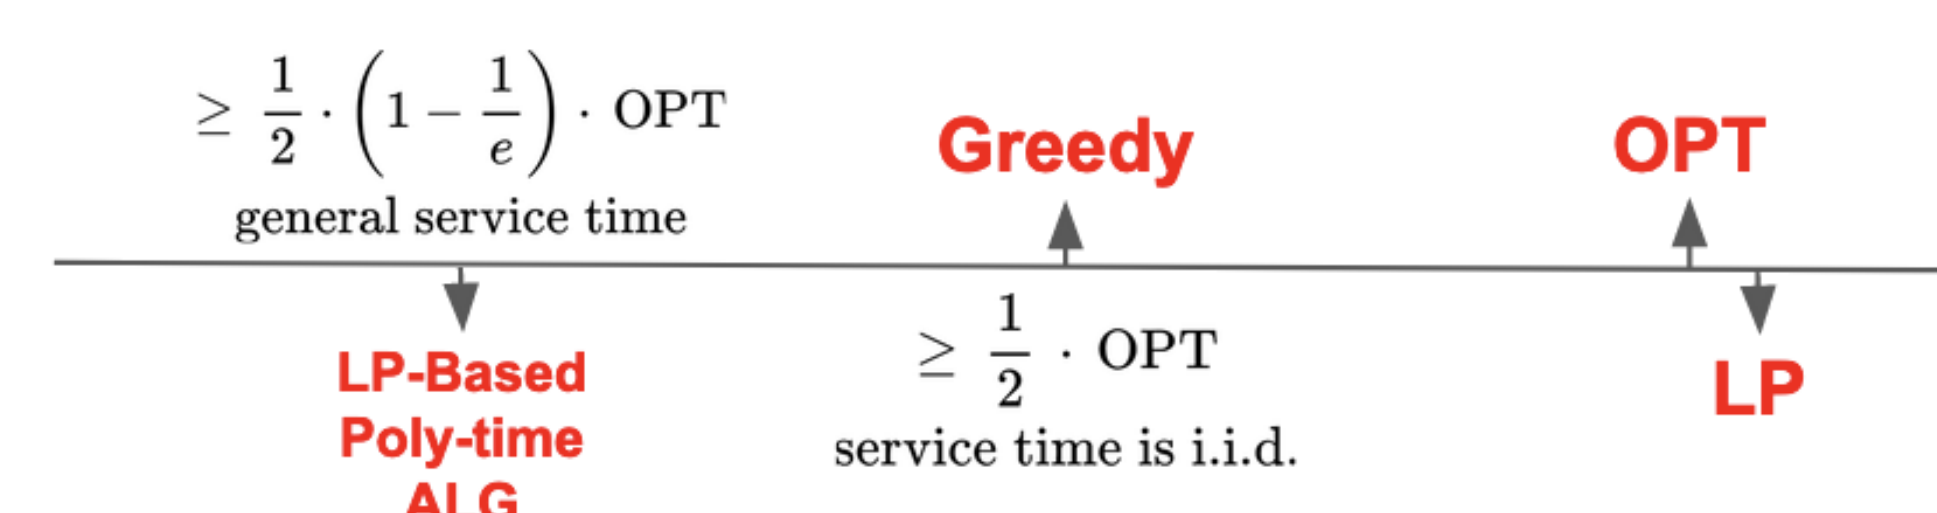 ≥ 1/2 · (1 − 1/e) · OPT
general service time
Greedy
OPT
LP-Based
Poly-time
ALG
≥ 1/2 · OPT
service time is i.i.d.
LP